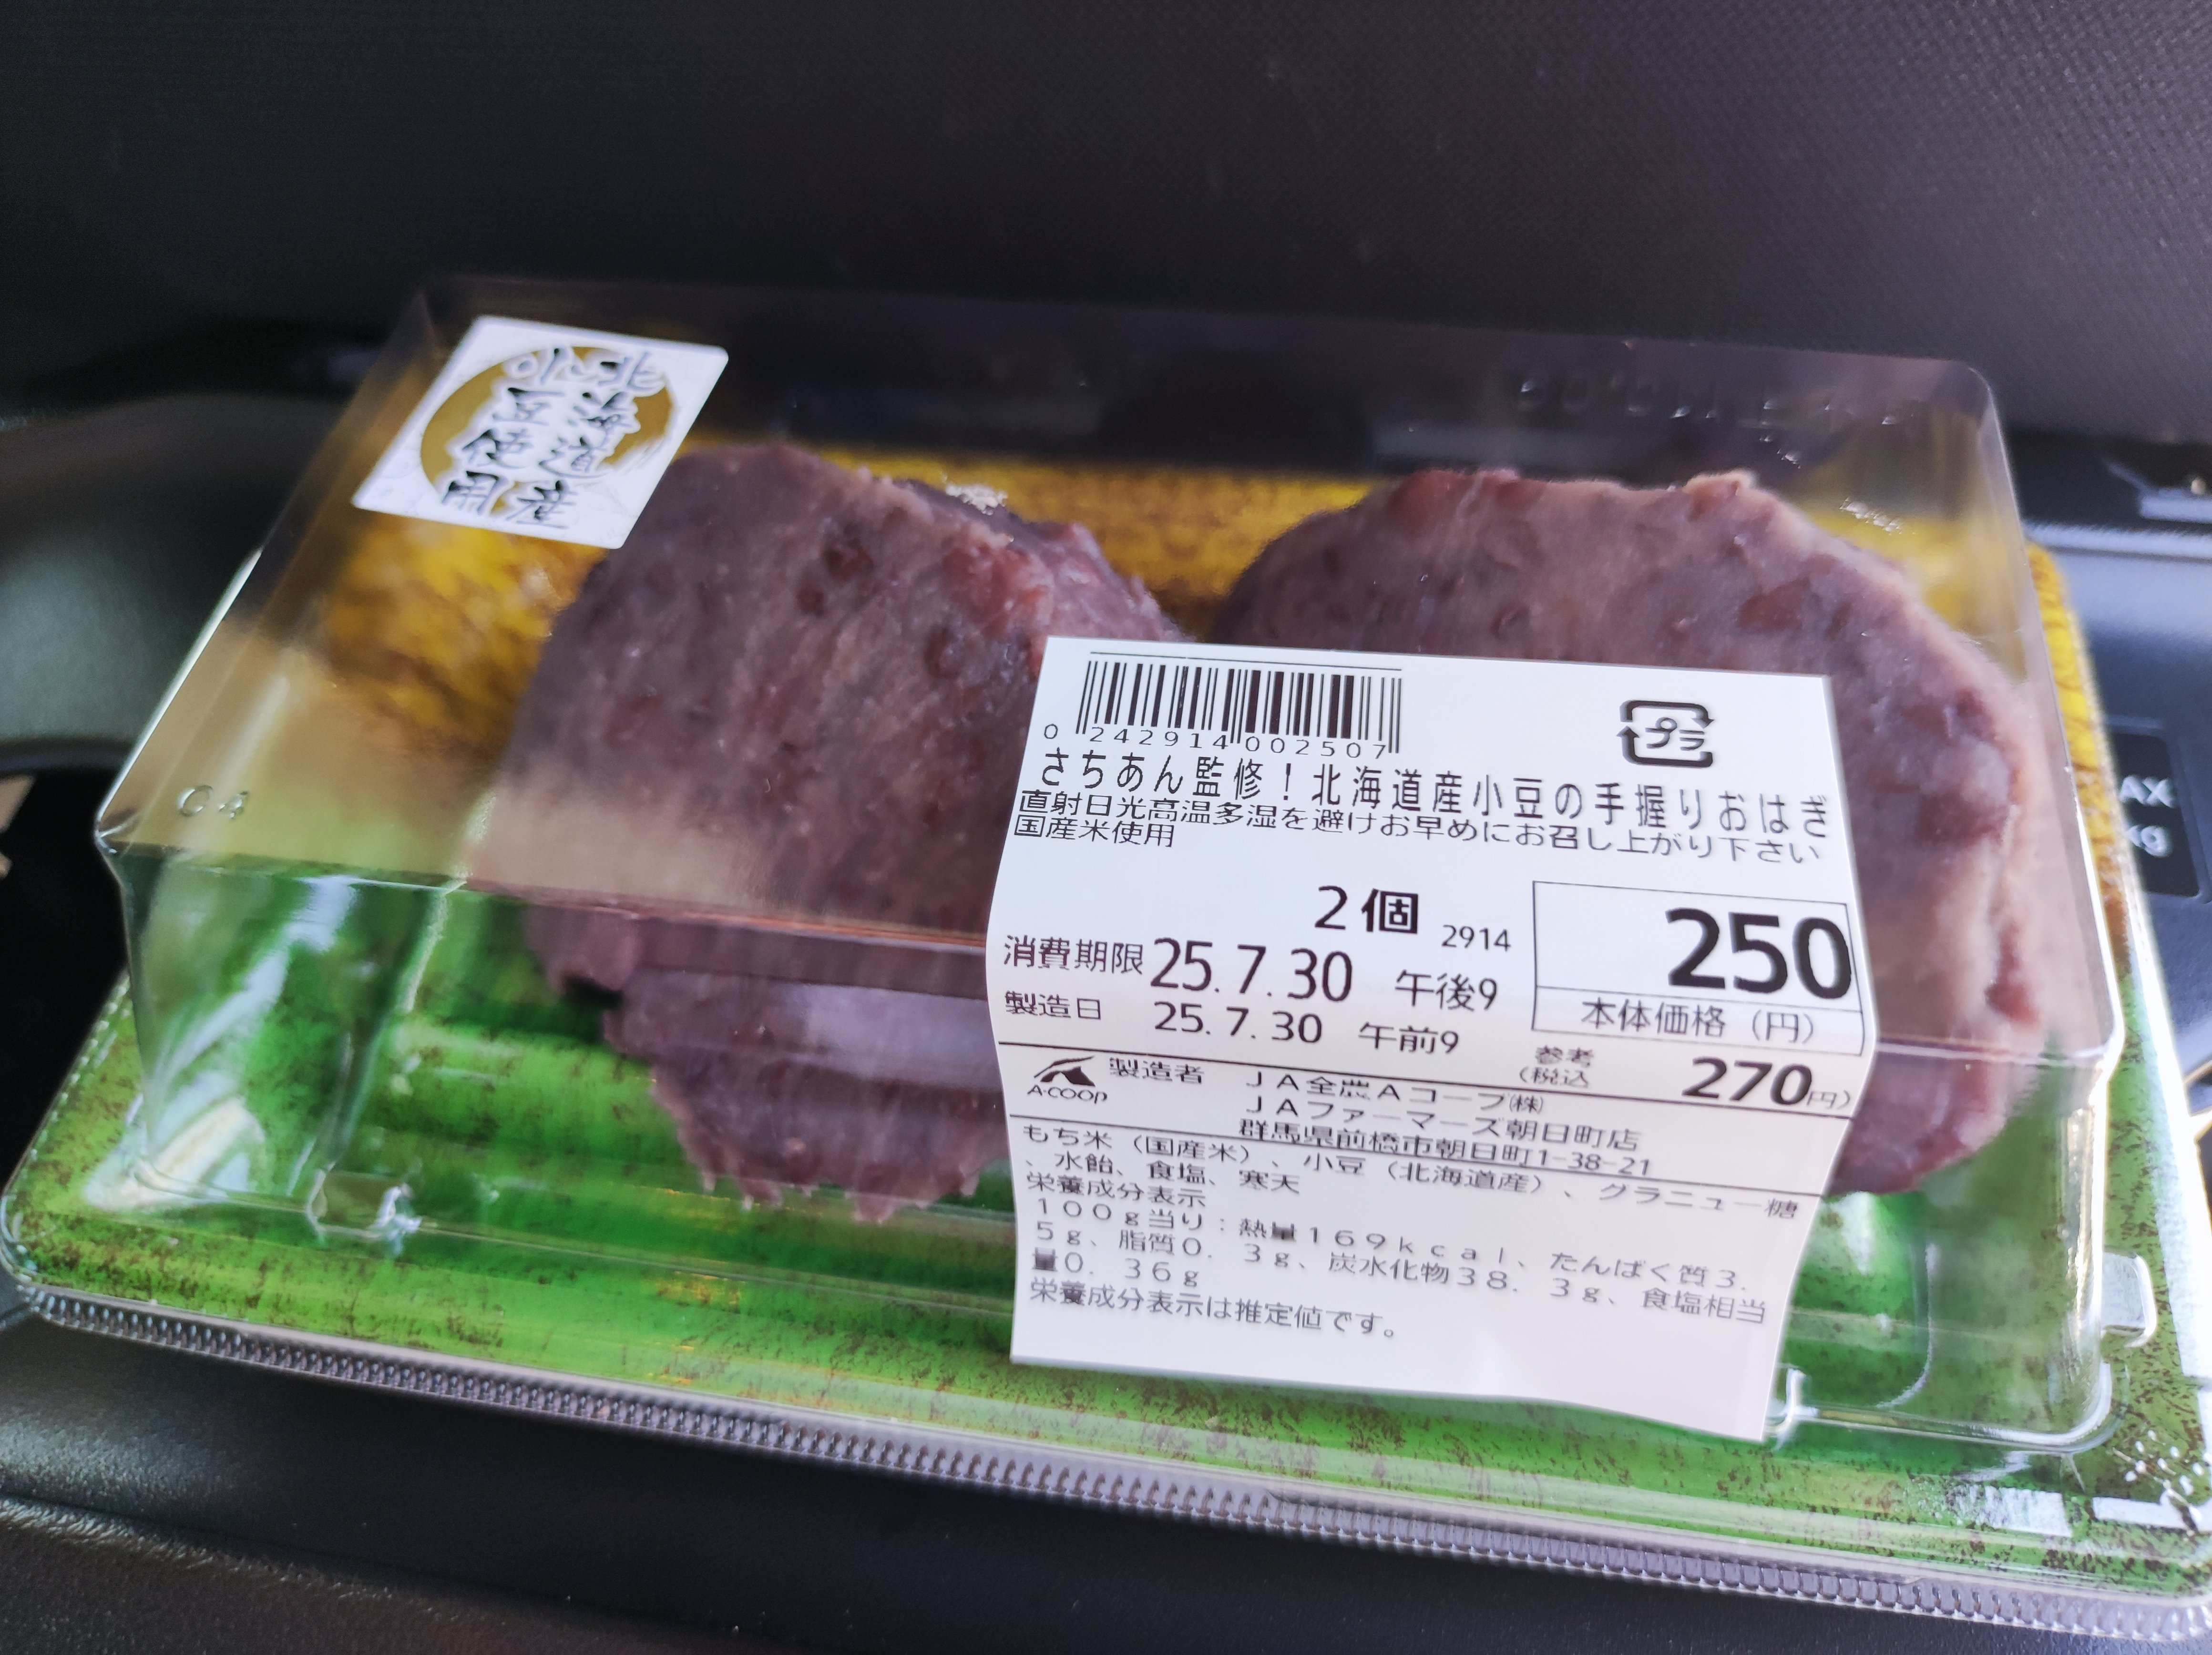 北海道産
小豆使用
C4
0 242914 002507
プラ
さちあん監修!北海道産小豆の手握りおはぎ
直射日光高温多湿を避けお早めにお召し上がり下さい
国産米使用
2個 2914
250
本体価格(円)
消費期限 25.7.30 午後9
製造日 25.7.30 午前9
参考
(税込 270円)
A·COOP
製造者 JA全農Aコープ㈱
JAファーマーズ朝日町店
群馬県前橋市朝日町1-38-21
もち米(国産米)、小豆(北海道産)、グラニュー糖
、水飴、食塩、寒天
栄養成分表示
100g当り:熱量169kcal、たんぱく質3.
5g、脂質0.3g、炭水化物38.3g、食塩相当
量0.36g
栄養成分表示は推定値です。
AX
kg